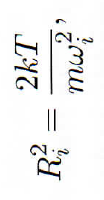 R_i^2 = \frac{2kT}{m\omega_i^2},